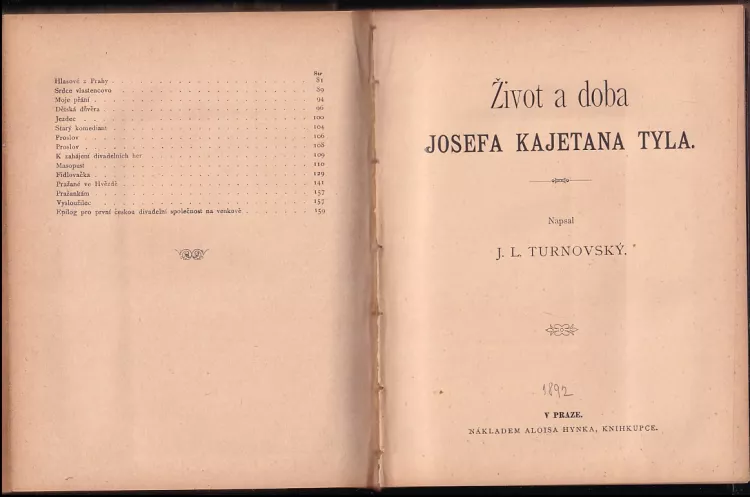 Str.
Hlasové z Prahy . . . . . . . . . . . . . . . . 81
Srdce vlastencovo . . . . . . . . . . . . . . . . 89
Moje přání . . . . . . . . . . . . . . . . 94
Dětská důvěra . . . . . . . . . . . . . . . . 96
Jezdec . . . . . . . . . . . . . . . . 100
Starý komediant . . . . . . . . . . . . . . . . 104
Proslov . . . . . . . . . . . . . . . . 106
Proslov . . . . . . . . . . . . . . . . 108
K zahájení divadelních her . . . . . . . . . . . . . . . . 109
Masopust . . . . . . . . . . . . . . . . 110
Fidlovačka . . . . . . . . . . . . . . . . 129
Pražané ve Hvězdě . . . . . . . . . . . . . . . . 141
Pražankám . . . . . . . . . . . . . . . . 157
Vysloužilec . . . . . . . . . . . . . . . . 157
Epilog pro první českou divadelní společnost na venkově . . . . . . . . 159
Život a doba
JOSEFA KAJETANA TYLA.
Napsal
J. L. TURNOVSKÝ.
1892
V PRAZE.
NÁKLADEM ALOISA HYNKA, KNIHKUPCE.